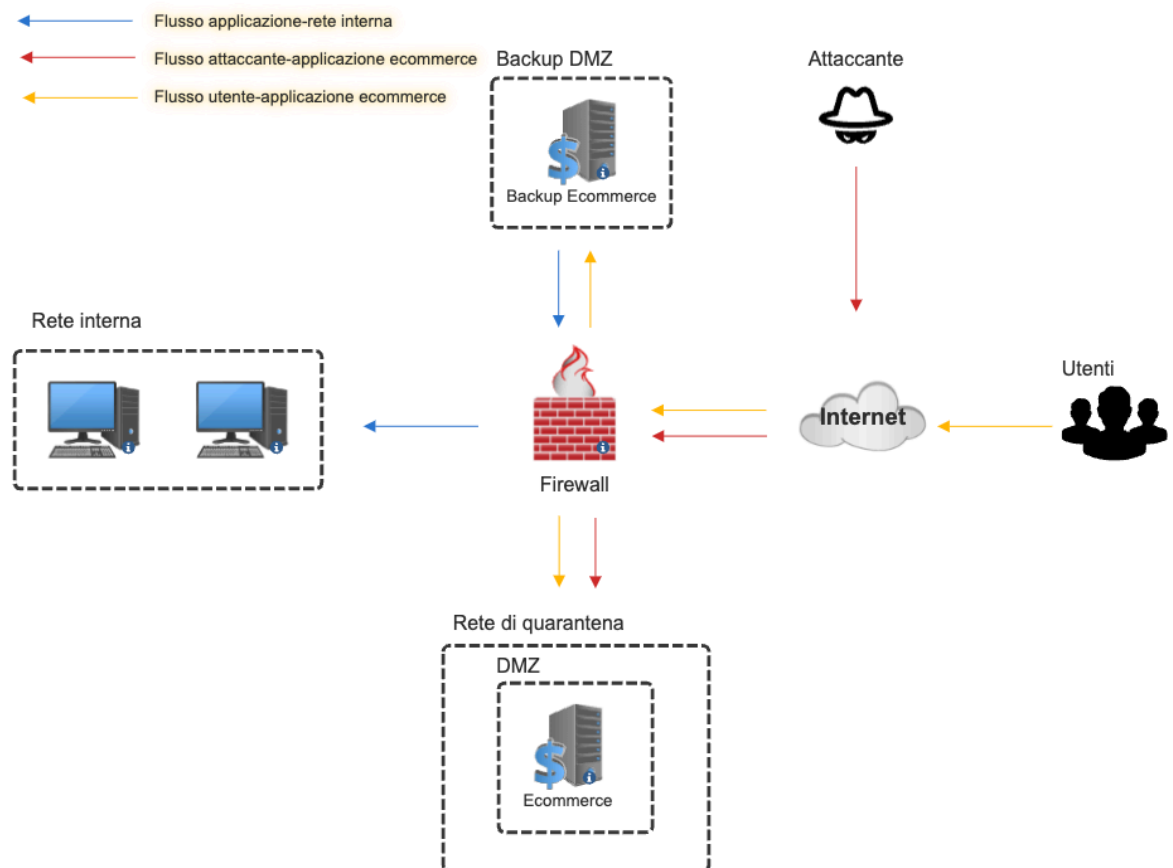 Flusso applicazione-rete interna
Flusso attaccante-applicazione ecommerce
Flusso utente-applicazione ecommerce
Backup DMZ
Backup Ecommerce
Attaccante
Rete interna
Firewall
Internet
Utenti
Rete di quarantena
DMZ
Ecommerce